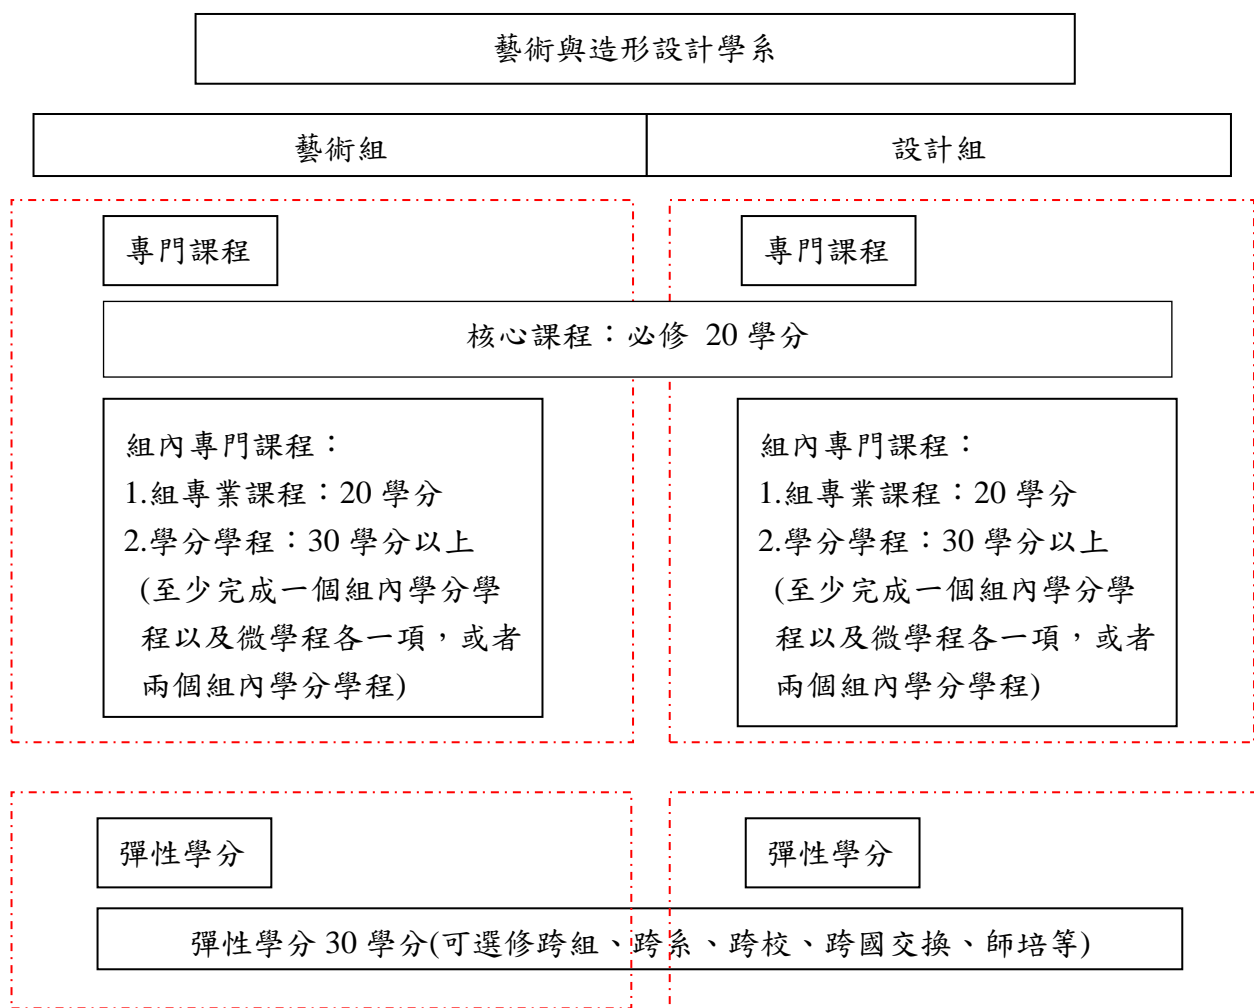 藝術與造形設計學系
藝術組
設計組
專門課程
專門課程
核心課程：必修 20 學分
組內專門課程：
1.組專業課程：20 學分
2.學分學程：30 學分以上
(至少完成一個組內學分學
程以及微學程各一項，或者
兩個組內學分學程)
組內專門課程：
1.組專業課程：20 學分
2.學分學程：30 學分以上
(至少完成一個組內學分學
程以及微學程各一項，或者
兩個組內學分學程)
彈性學分
彈性學分
彈性學分 30 學分(可選修跨組、跨系、跨校、跨國交換、師培等)